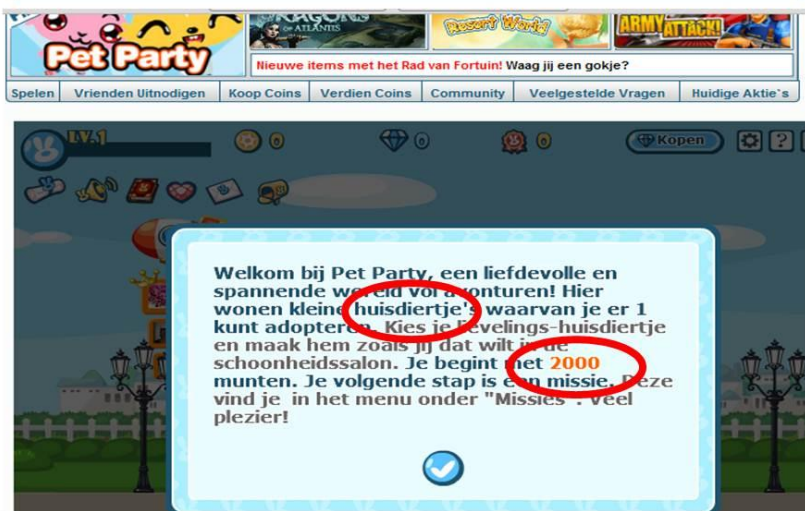 Pet Party
DRAGONS
OF ATLANTIS
Resort World
ARMY ATTACK!
Nieuwe items met het Rad van Fortuin! Waag jij een gokje?
Spelen Vrienden Uitnodigen Koop Coins Verdien Coins Community Veelgestelde Vragen Huidige Aktie's
LV.1 0 0 0 Kopen ?
Welkom bij Pet Party, een liefdevolle en
spannende wereld vol avonturen! Hier
wonen kleine huisdiertje's waarvan je er 1
kunt adopteren. Kies je lievelings-huisdiertje
en maak hem zoals jij dat wilt in de
schoonheidssalon. Je begint met 2000
munten. Je volgende stap is een missie. Deze
vind je in het menu onder "Missies". Veel
plezier!